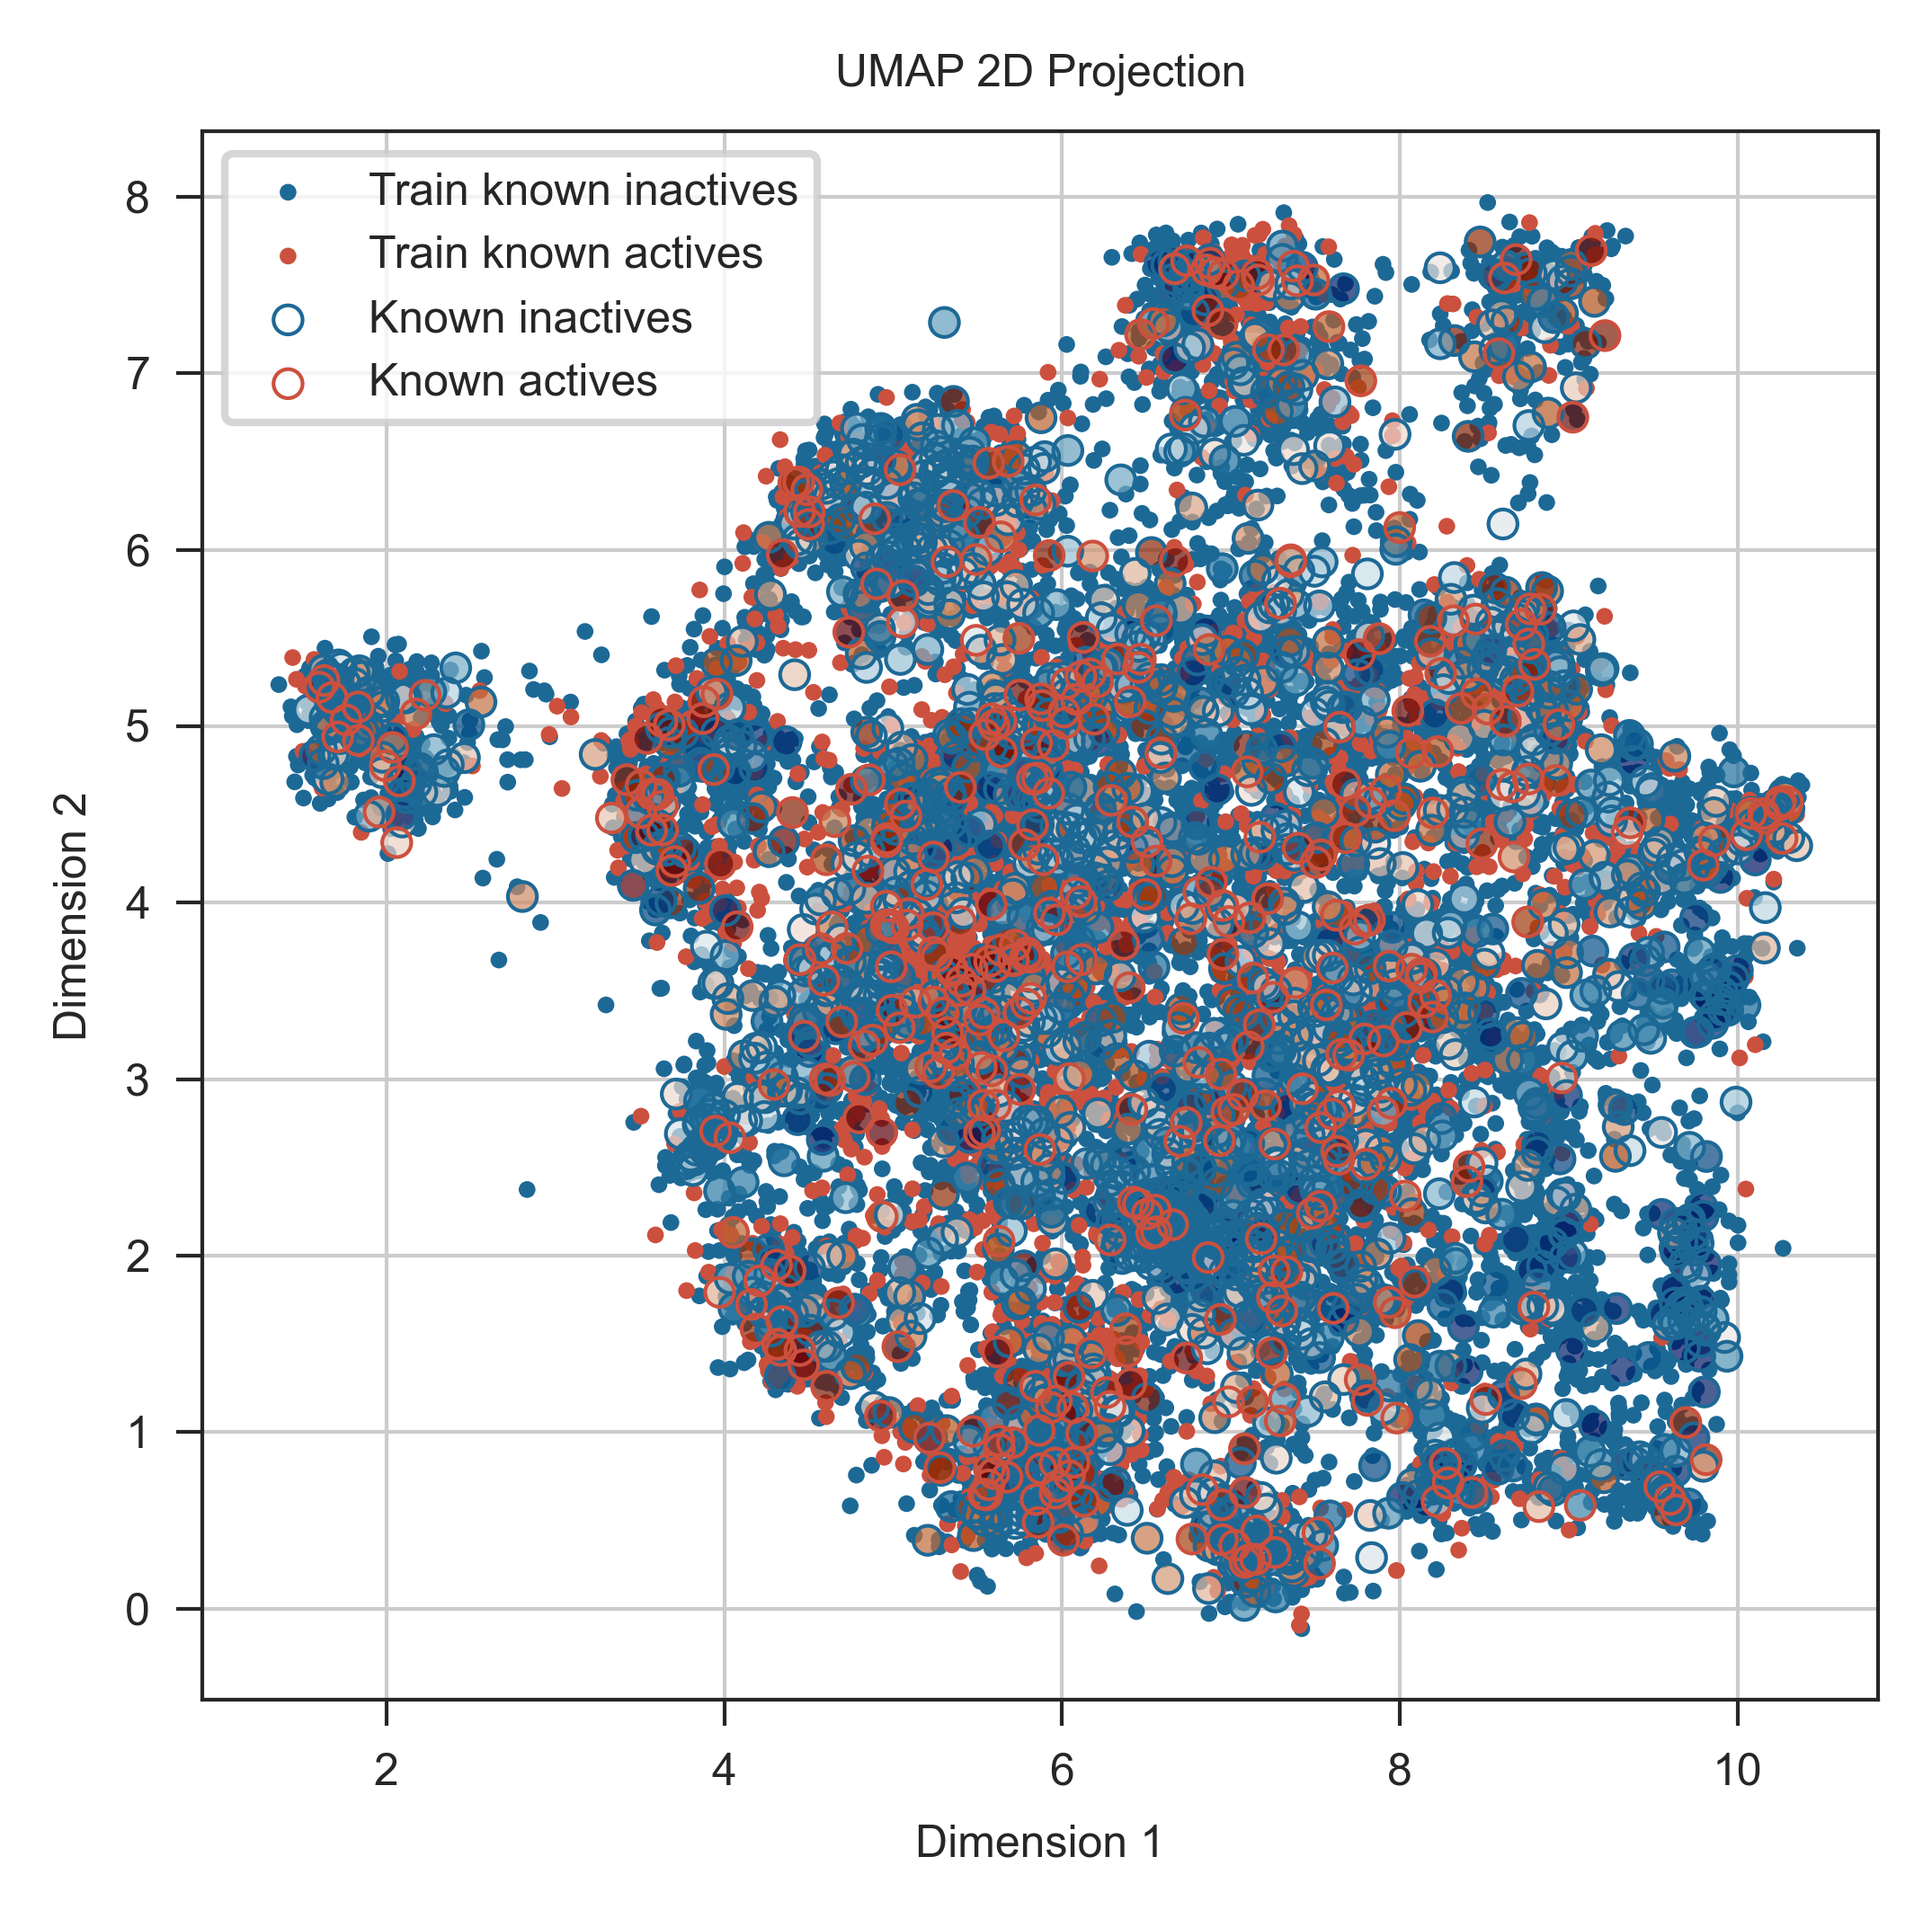 UMAP 2D Projection
Train known inactives
Train known actives
Known inactives
Known actives
8
7
6
5
4
3
2
1
0
Dimension 2
2
4
6
8
10
Dimension 1